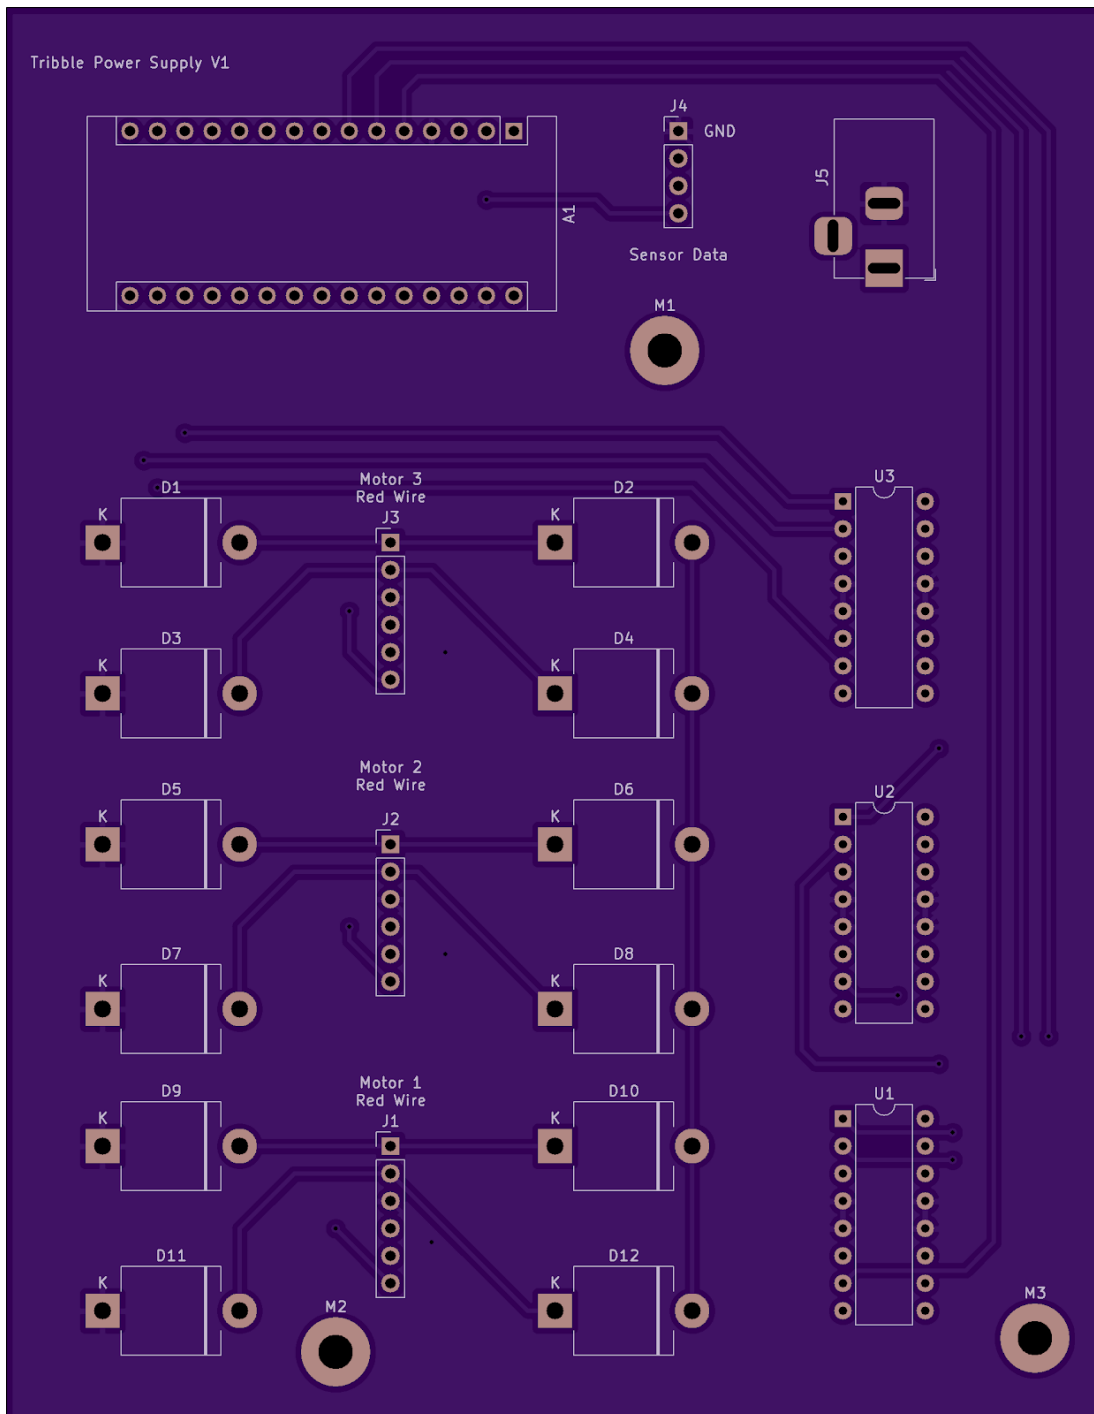 Tribble Power Supply V1
J4
GND
J5
A1
Sensor Data
M1
Motor 3
Red Wire
J3
D1
K
D2
K
U3
D3
K
D4
K
Motor 2
Red Wire
J2
D5
K
D6
K
U2
D7
K
D8
K
Motor 1
Red Wire
J1
D9
K
D10
K
U1
D11
K
D12
K
M2
M3